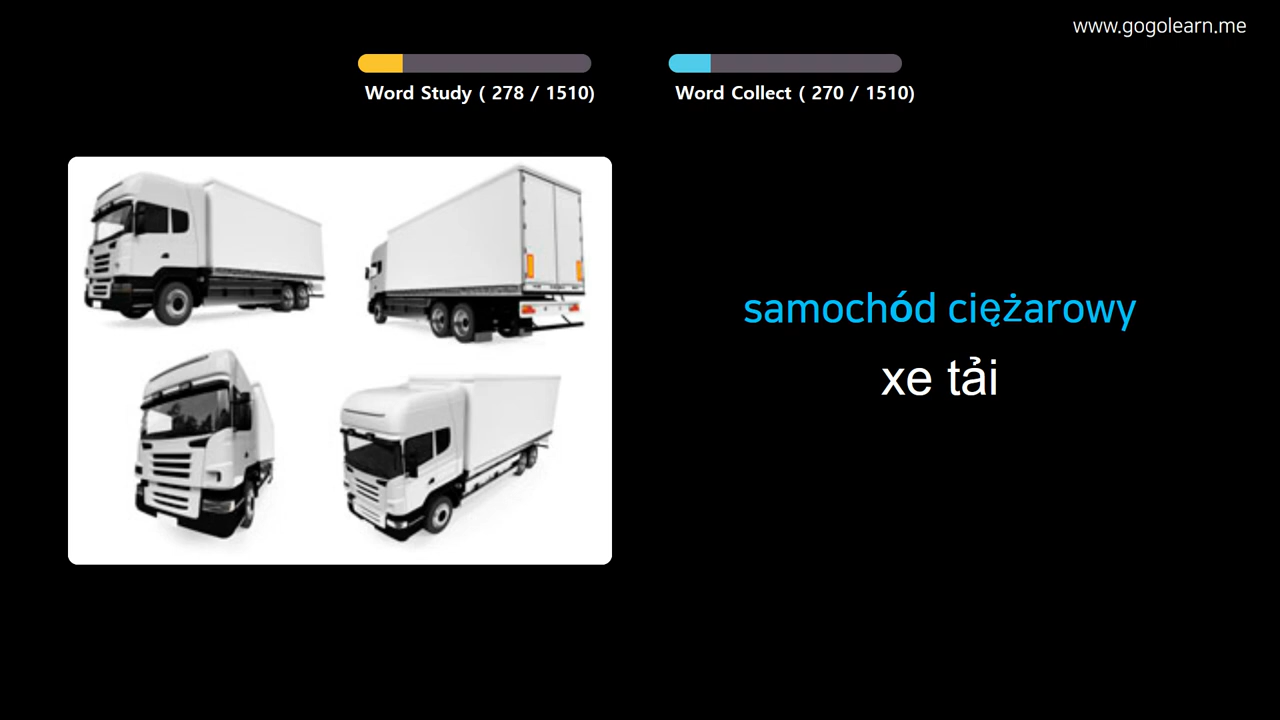 www.gogolearn.me
Word Study ( 278 / 1510)
Word Collect ( 270 / 1510)
samochód ciężarowy
xe tải